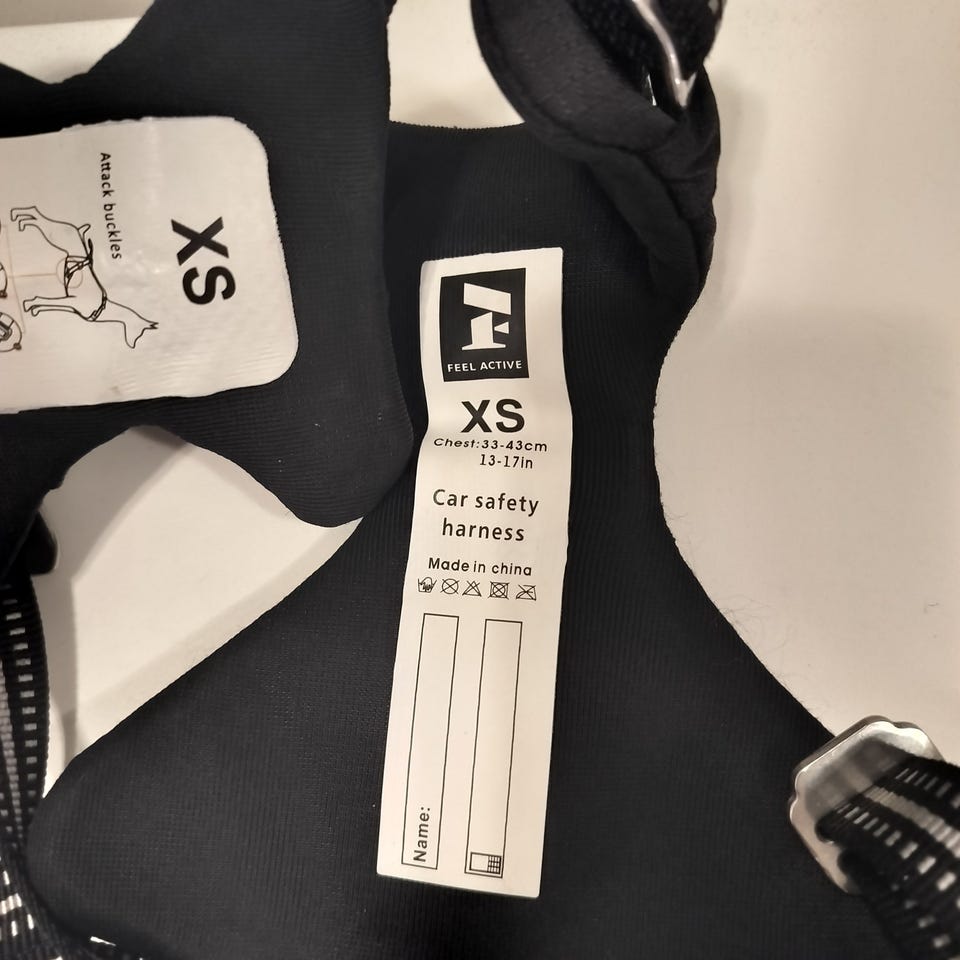 Attack buckles
XS
FEEL ACTIVE
XS
Chest:33-43cm
13-17in
Car safety
harness
Made in china
Name: